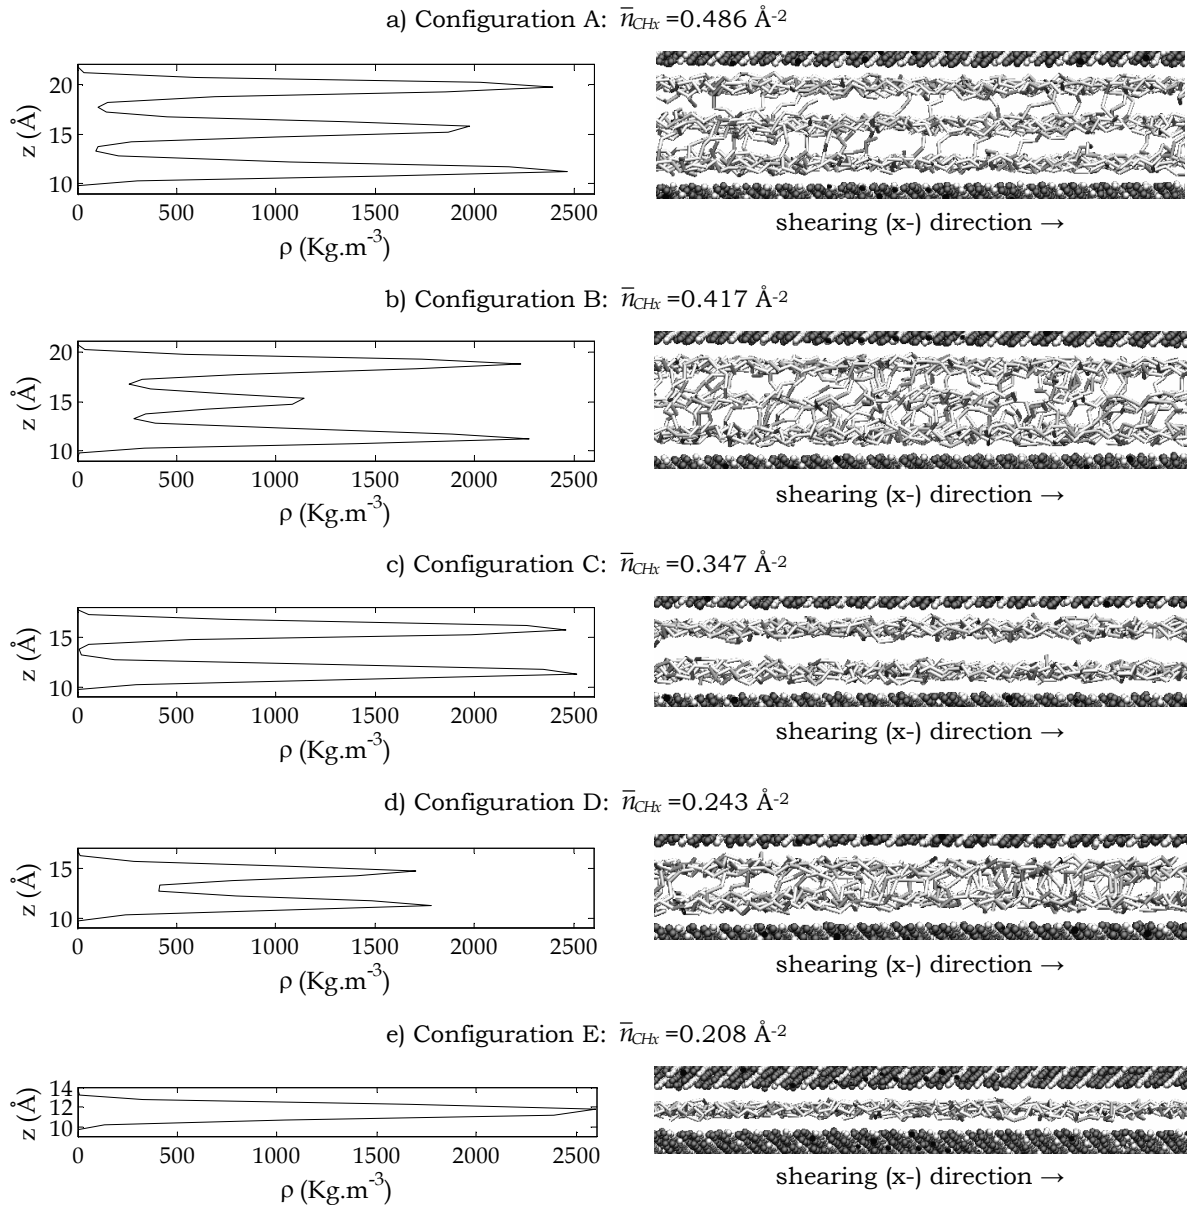 a) Configuration A: n̅CHx =0.486 Å-2
20
15
10
z (Å)
0 500 1000 1500 2000 2500
ρ (Kg.m-3)
shearing (x-) direction →
b) Configuration B: n̅CHx =0.417 Å-2
20
15
10
z (Å)
0 500 1000 1500 2000 2500
ρ (Kg.m-3)
shearing (x-) direction →
c) Configuration C: n̅CHx =0.347 Å-2
15
10
z (Å)
0 500 1000 1500 2000 2500
ρ (Kg.m-3)
shearing (x-) direction →
d) Configuration D: n̅CHx =0.243 Å-2
15
10
z (Å)
0 500 1000 1500 2000 2500
ρ (Kg.m-3)
shearing (x-) direction →
e) Configuration E: n̅CHx =0.208 Å-2
14
12
10
z (Å)
0 500 1000 1500 2000 2500
ρ (Kg.m-3)
shearing (x-) direction →